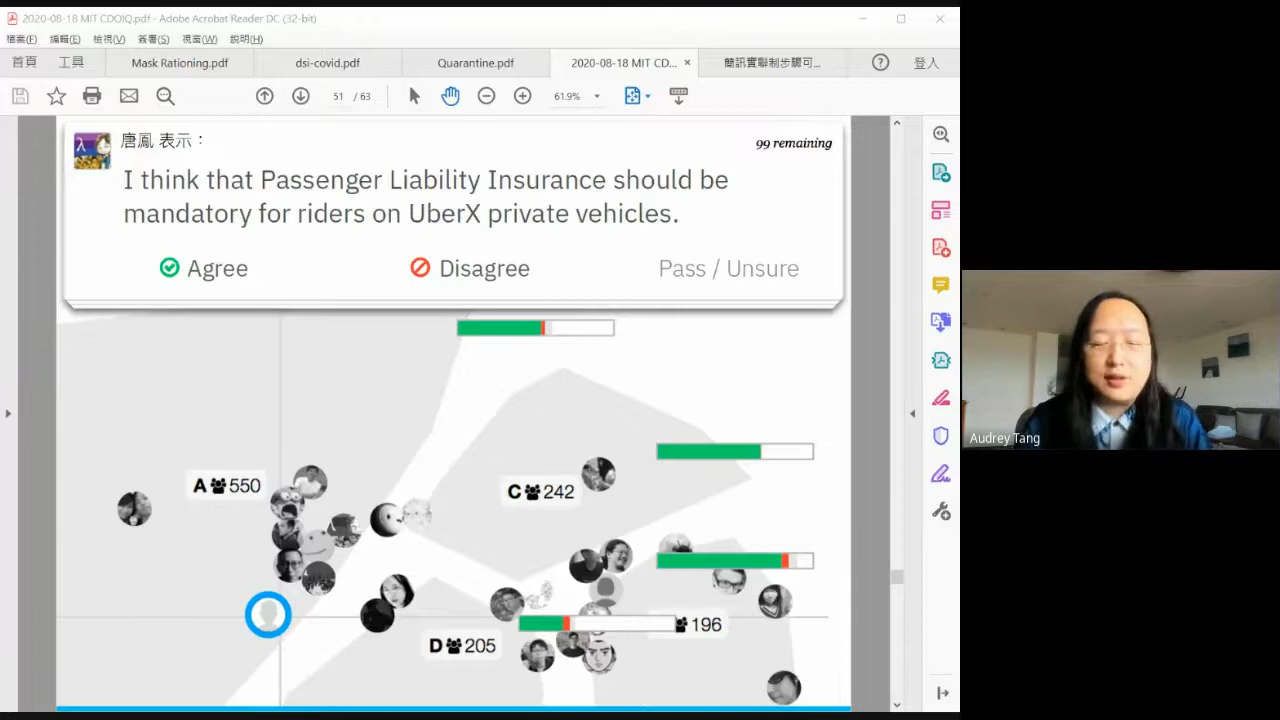 2020-08-18 MIT CDOIQ.pdf - Adobe Acrobat Reader DC (32-bit)
檔案(F) 編輯(E) 檢視(V) 簽署(S) 視窗(W) 說明(H)
首頁 工具 Mask Rationing.pdf dsi-covid.pdf Quarantine.pdf 2020-08-18 MIT CD... × 簡訊實聯制步驟可... ? 登入
51 / 63 61.9%
唐鳳 表示：
99 remaining
I think that Passenger Liability Insurance should be
mandatory for riders on UberX private vehicles.
Agree Disagree Pass / Unsure
A 550
C 242
196
D 205
Audrey Tang